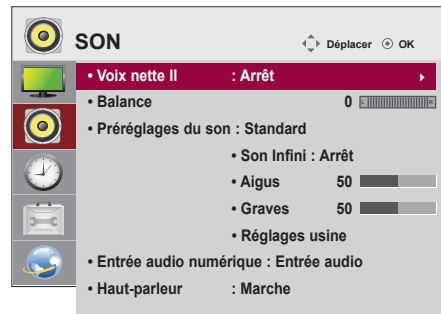 SON
Déplacer OK
• Voix nette II : Arrêt
• Balance 0 L R
• Préréglages du son : Standard
• Son Infini : Arrêt
• Aigus 50
• Graves 50
• Réglages usine
• Entrée audio numérique : Entrée audio
• Haut-parleur : Marche